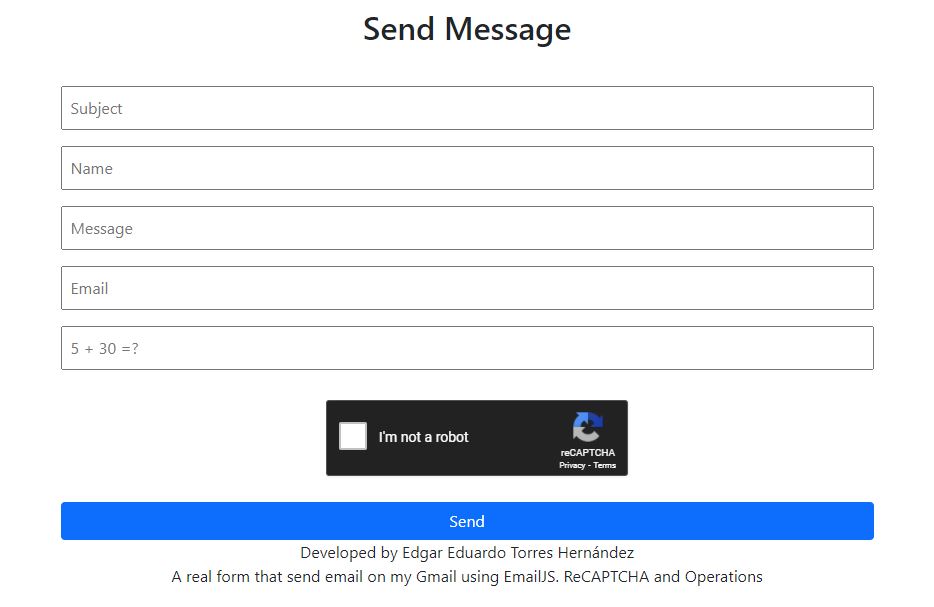 Send Message
Subject
Name
Message
Email
5 + 30 =?
I'm not a robot
reCAPTCHA
Privacy - Terms
Send
Developed by Edgar Eduardo Torres Hernández
A real form that send email on my Gmail using EmailJS. ReCAPTCHA and Operations